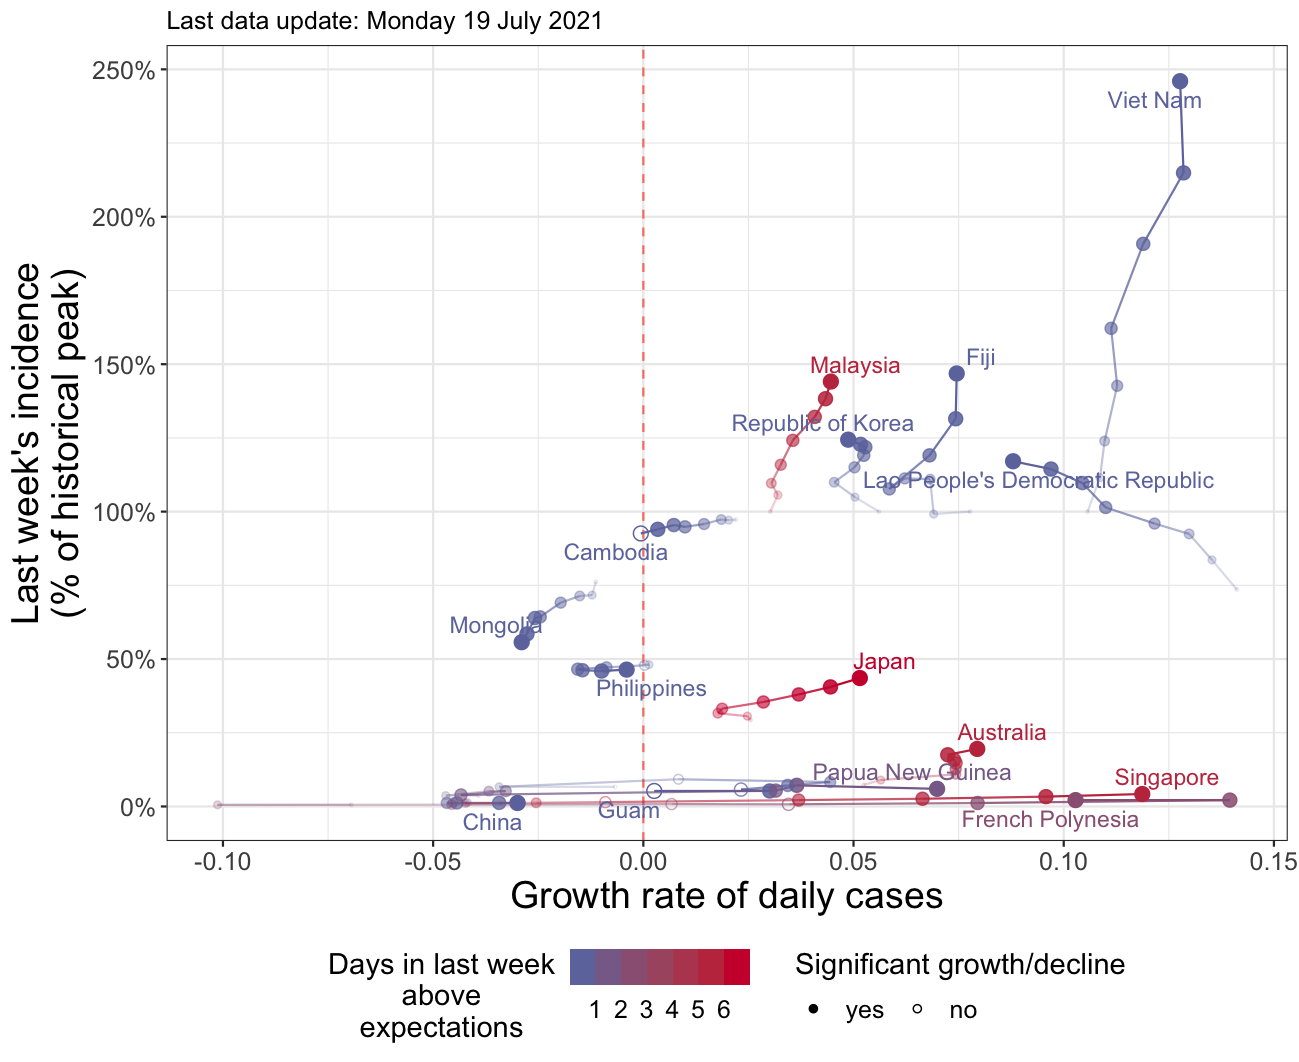 Last data update: Monday 19 July 2021
Last week's incidence
(% of historical peak)
250%
200%
150%
100%
50%
0%
Viet Nam
Malaysia
Fiji
Republic of Korea
Lao People's Democratic Republic
Cambodia
Mongolia
Philippines
Japan
Australia
Papua New Guinea
Singapore
Guam
China
French Polynesia
-0.10 -0.05 0.00 0.05 0.10 0.15
Growth rate of daily cases
Days in last week
above
expectations
1 2 3 4 5 6
Significant growth/decline
yes no